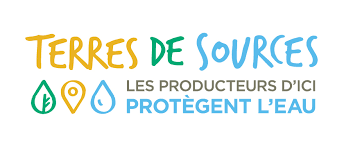 TERRES DE SOURCES
LES PRODUCTEURS D'ICI
PROTÈGENT L'EAU